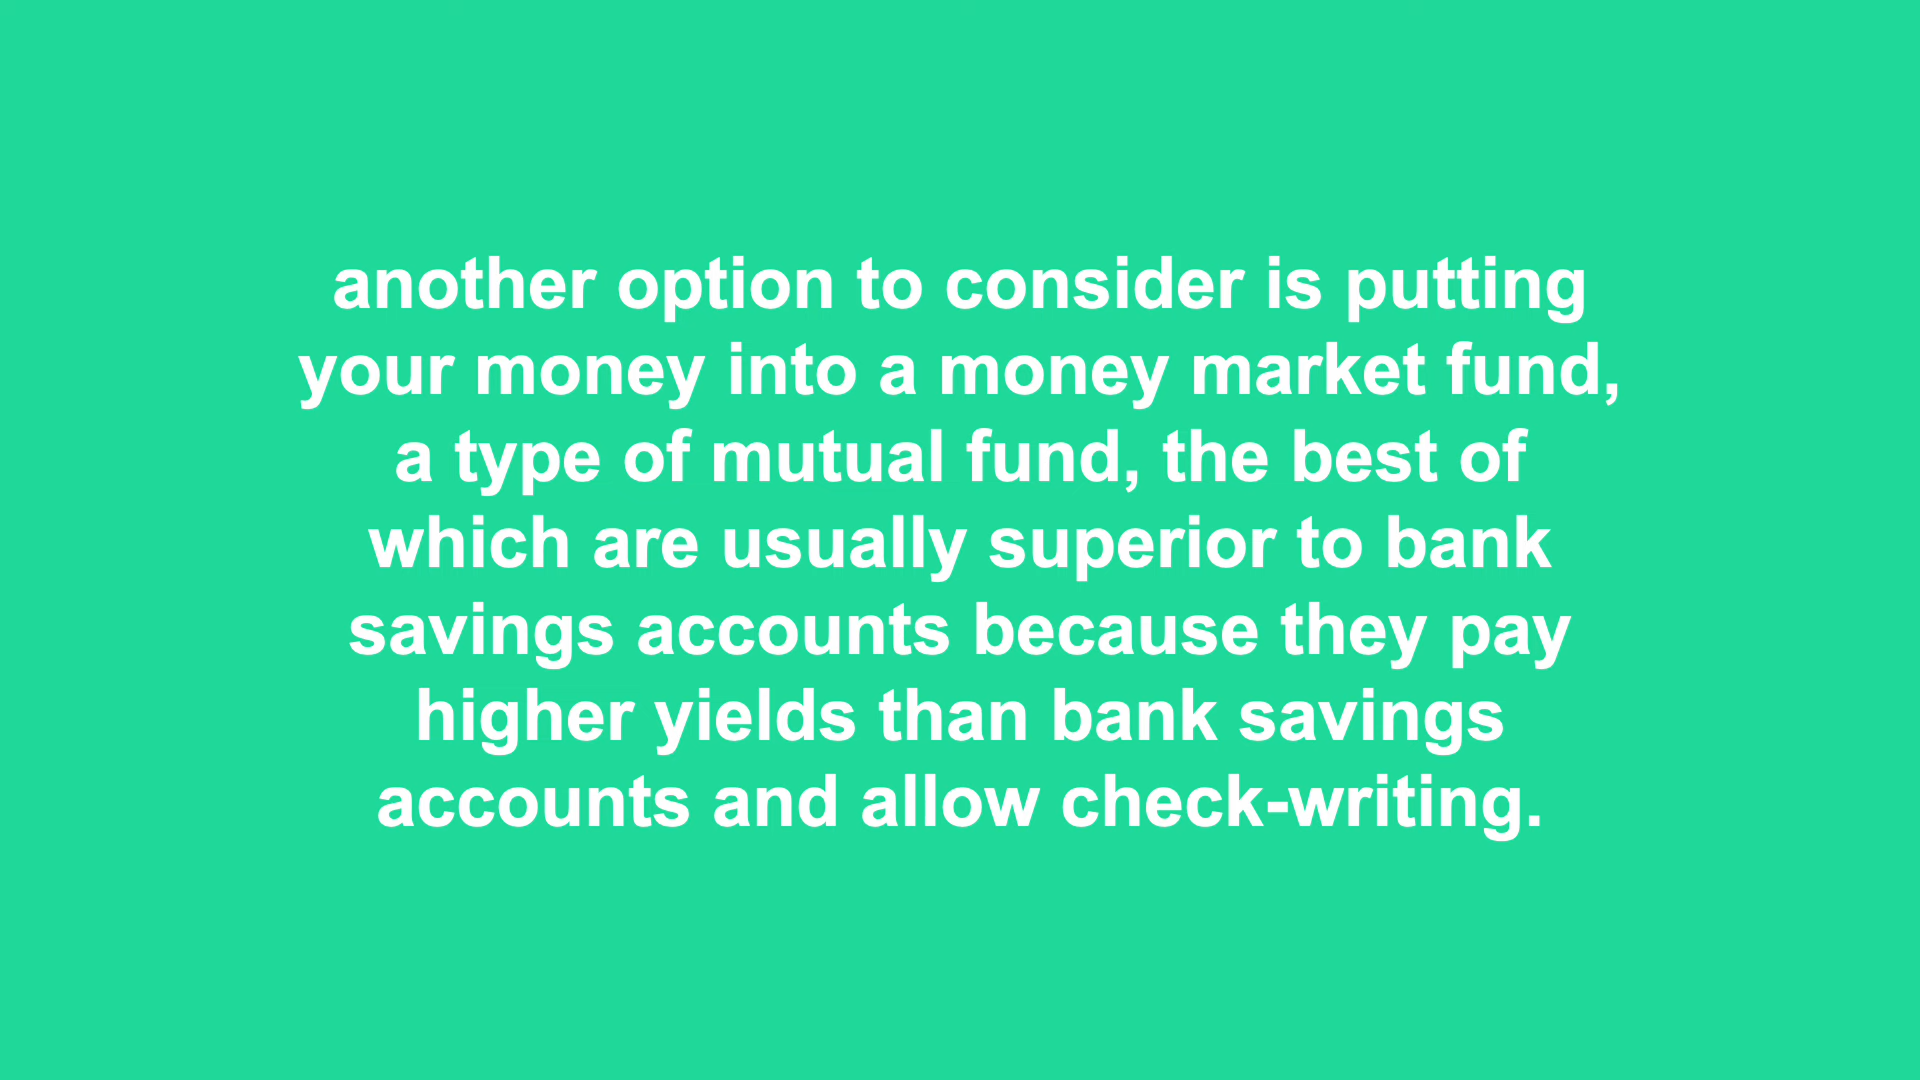 another option to consider is putting
your money into a money market fund,
a type of mutual fund, the best of
which are usually superior to bank
savings accounts because they pay
higher yields than bank savings
accounts and allow check-writing.